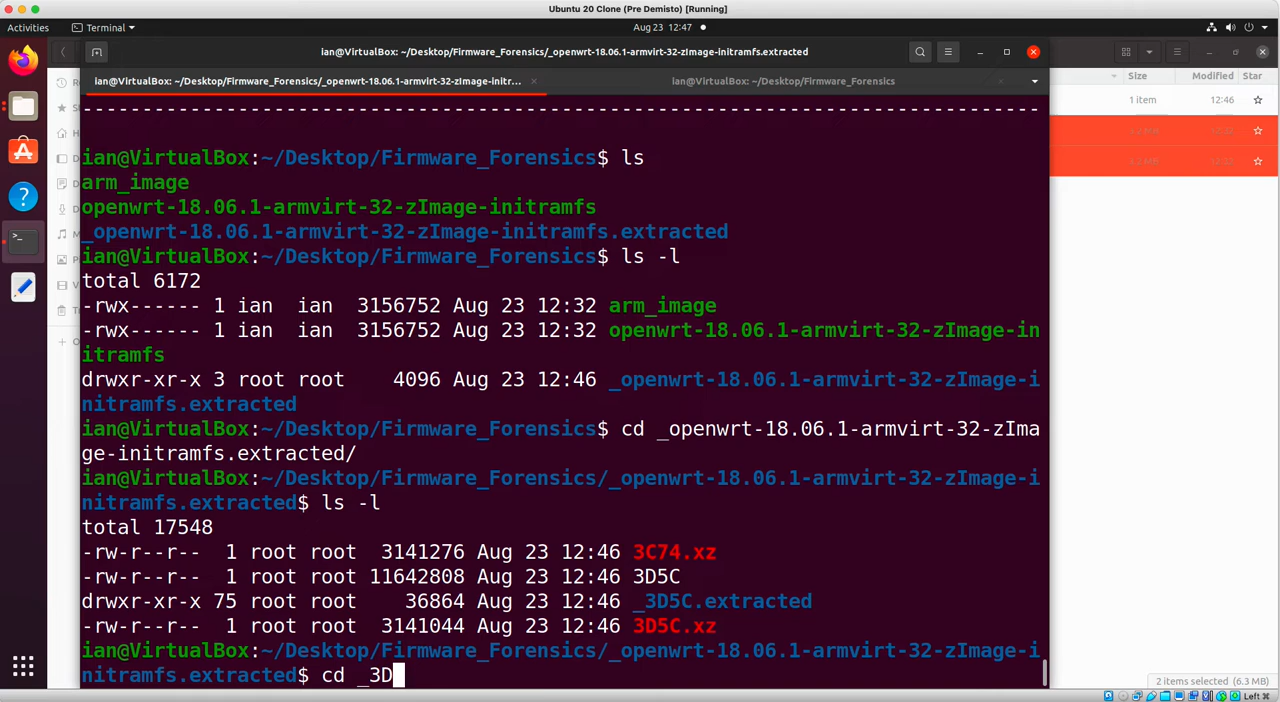 Ubuntu 20 Clone (Pre Demisto) [Running]
Activities
Terminal
Aug 23 12:47
ian@VirtualBox: ~/Desktop/Firmware_Forensics/_openwrt-18.06.1-armvirt-32-zImage-initramfs.extracted
ian@VirtualBox: ~/Desktop/Firmware_Forensics/_openwrt-18.06.1-armvirt-32-zImage-initr...
ian@VirtualBox: ~/Desktop/Firmware_Forensics
Size
Modified
Star
1 item
12:46
--------------------------------------------------------------------------------
ian@VirtualBox:~/Desktop/Firmware_Forensics$ ls
arm_image
openwrt-18.06.1-armvirt-32-zImage-initramfs
_openwrt-18.06.1-armvirt-32-zImage-initramfs.extracted
ian@VirtualBox:~/Desktop/Firmware_Forensics$ ls -l
total 6172
-rwx------ 1 ian  ian  3156752 Aug 23 12:32 arm_image
-rwx------ 1 ian  ian  3156752 Aug 23 12:32 openwrt-18.06.1-armvirt-32-zImage-in
itramfs
drwxr-xr-x 3 root root    4096 Aug 23 12:46 _openwrt-18.06.1-armvirt-32-zImage-i
nitramfs.extracted
ian@VirtualBox:~/Desktop/Firmware_Forensics$ cd _openwrt-18.06.1-armvirt-32-zIma
ge-initramfs.extracted/
ian@VirtualBox:~/Desktop/Firmware_Forensics/_openwrt-18.06.1-armvirt-32-zImage-i
nitramfs.extracted$ ls -l
total 17548
-rw-r--r--  1 root root  3141276 Aug 23 12:46 3C74.xz
-rw-r--r--  1 root root 11642808 Aug 23 12:46 3D5C
drwxr-xr-x 75 root root    36864 Aug 23 12:46 _3D5C.extracted
-rw-r--r--  1 root root  3141044 Aug 23 12:46 3D5C.xz
ian@VirtualBox:~/Desktop/Firmware_Forensics/_openwrt-18.06.1-armvirt-32-zImage-i
nitramfs.extracted$ cd _3D
2 items selected (6.3 MB)
Left ⌘